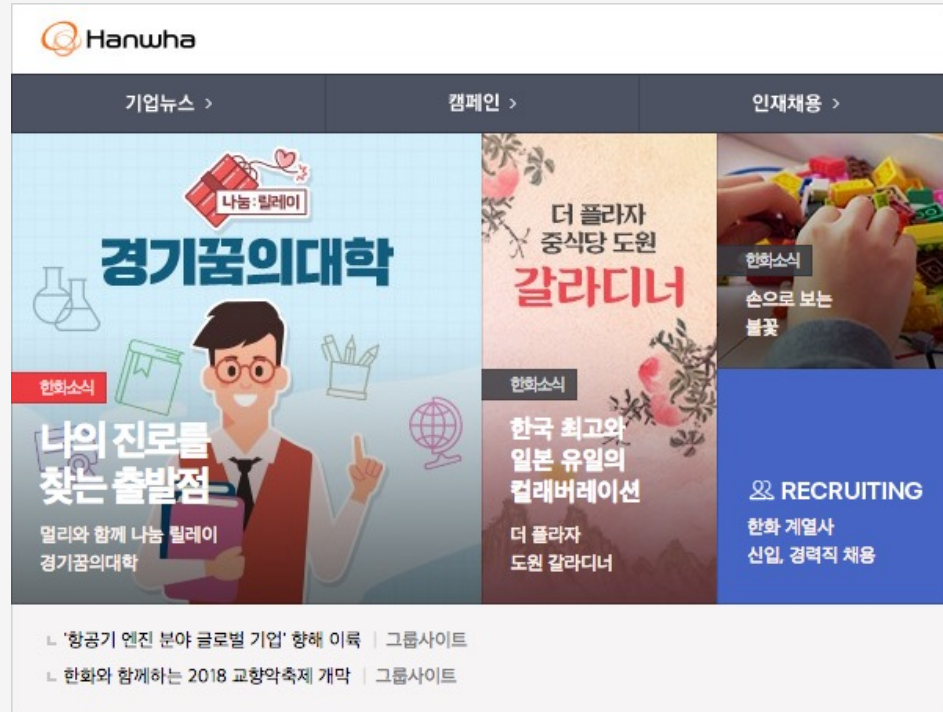 Hanwha
기업뉴스 >
캠페인 >
인재채용 >
나눔:릴레이
경기꿈의대학
한화소식
나의 진로를
찾는 출발점
멀리와 함께 나눔 릴레이
경기꿈의대학
더 플라자
중식당 도원
갈라디너
한화소식
한국 최고와
일본 유일의
컬래버레이션
더 플라자
도원 갈라디너
한화소식
손으로 보는
불꽃
RECRUITING
한화 계열사
신입, 경력직 채용
'항공기 엔진 분야 글로벌 기업' 향해 이륙 | 그룹사이트
한화와 함께하는 2018 교향악축제 개막 | 그룹사이트